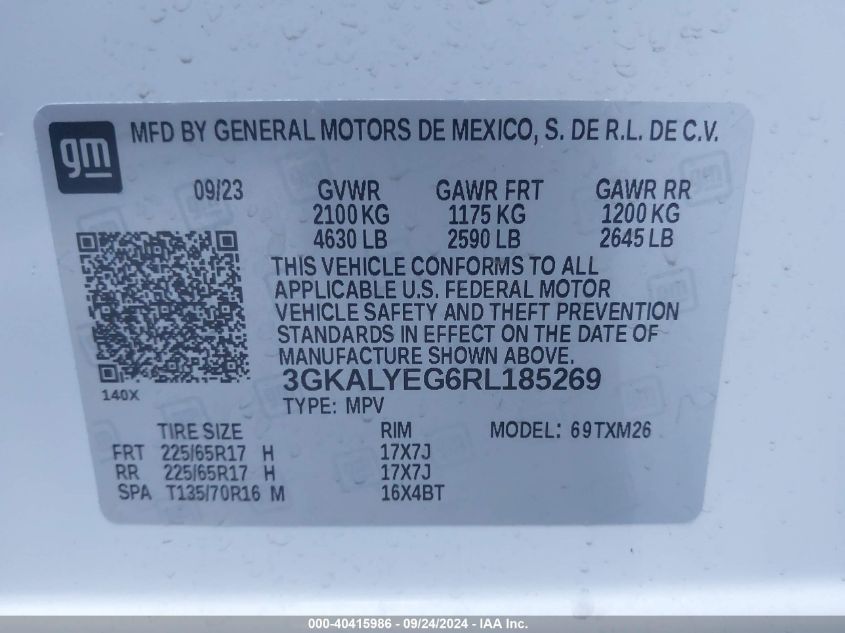 gm
MFD BY GENERAL MOTORS DE MEXICO, S. DE R.L. DE C.V.
09/23 GVWR GAWR FRT GAWR RR
2100 KG 1175 KG 1200 KG
4630 LB 2590 LB 2645 LB
THIS VEHICLE CONFORMS TO ALL
APPLICABLE U.S. FEDERAL MOTOR
VEHICLE SAFETY AND THEFT PREVENTION
STANDARDS IN EFFECT ON THE DATE OF
MANUFACTURE SHOWN ABOVE.
140X
3GKALYEG6RL185269
TYPE: MPV
TIRE SIZE RIM MODEL: 69TXM26
FRT 225/65R17 H 17X7J
RR 225/65R17 H 17X7J
SPA T135/70R16 M 16X4BT
000-40415986 - 09/24/2024 - IAA Inc.